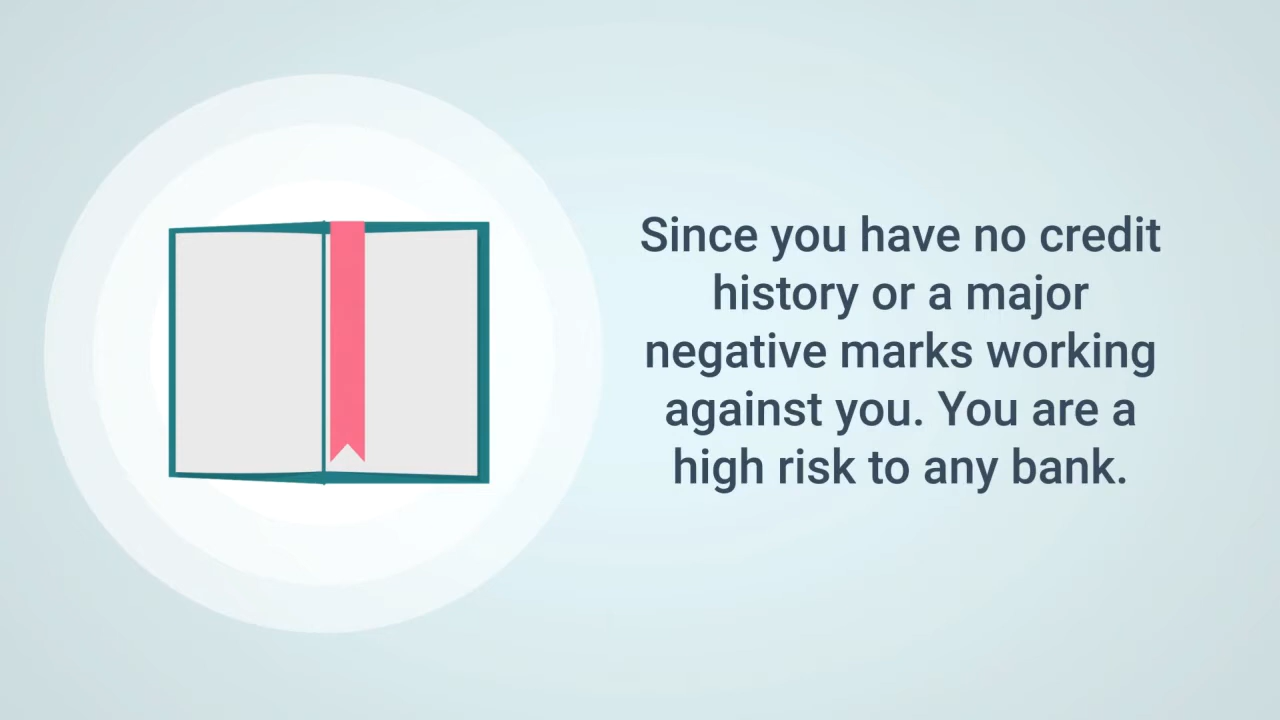 Since you have no credit
history or a major
negative marks working
against you. You are a
high risk to any bank.